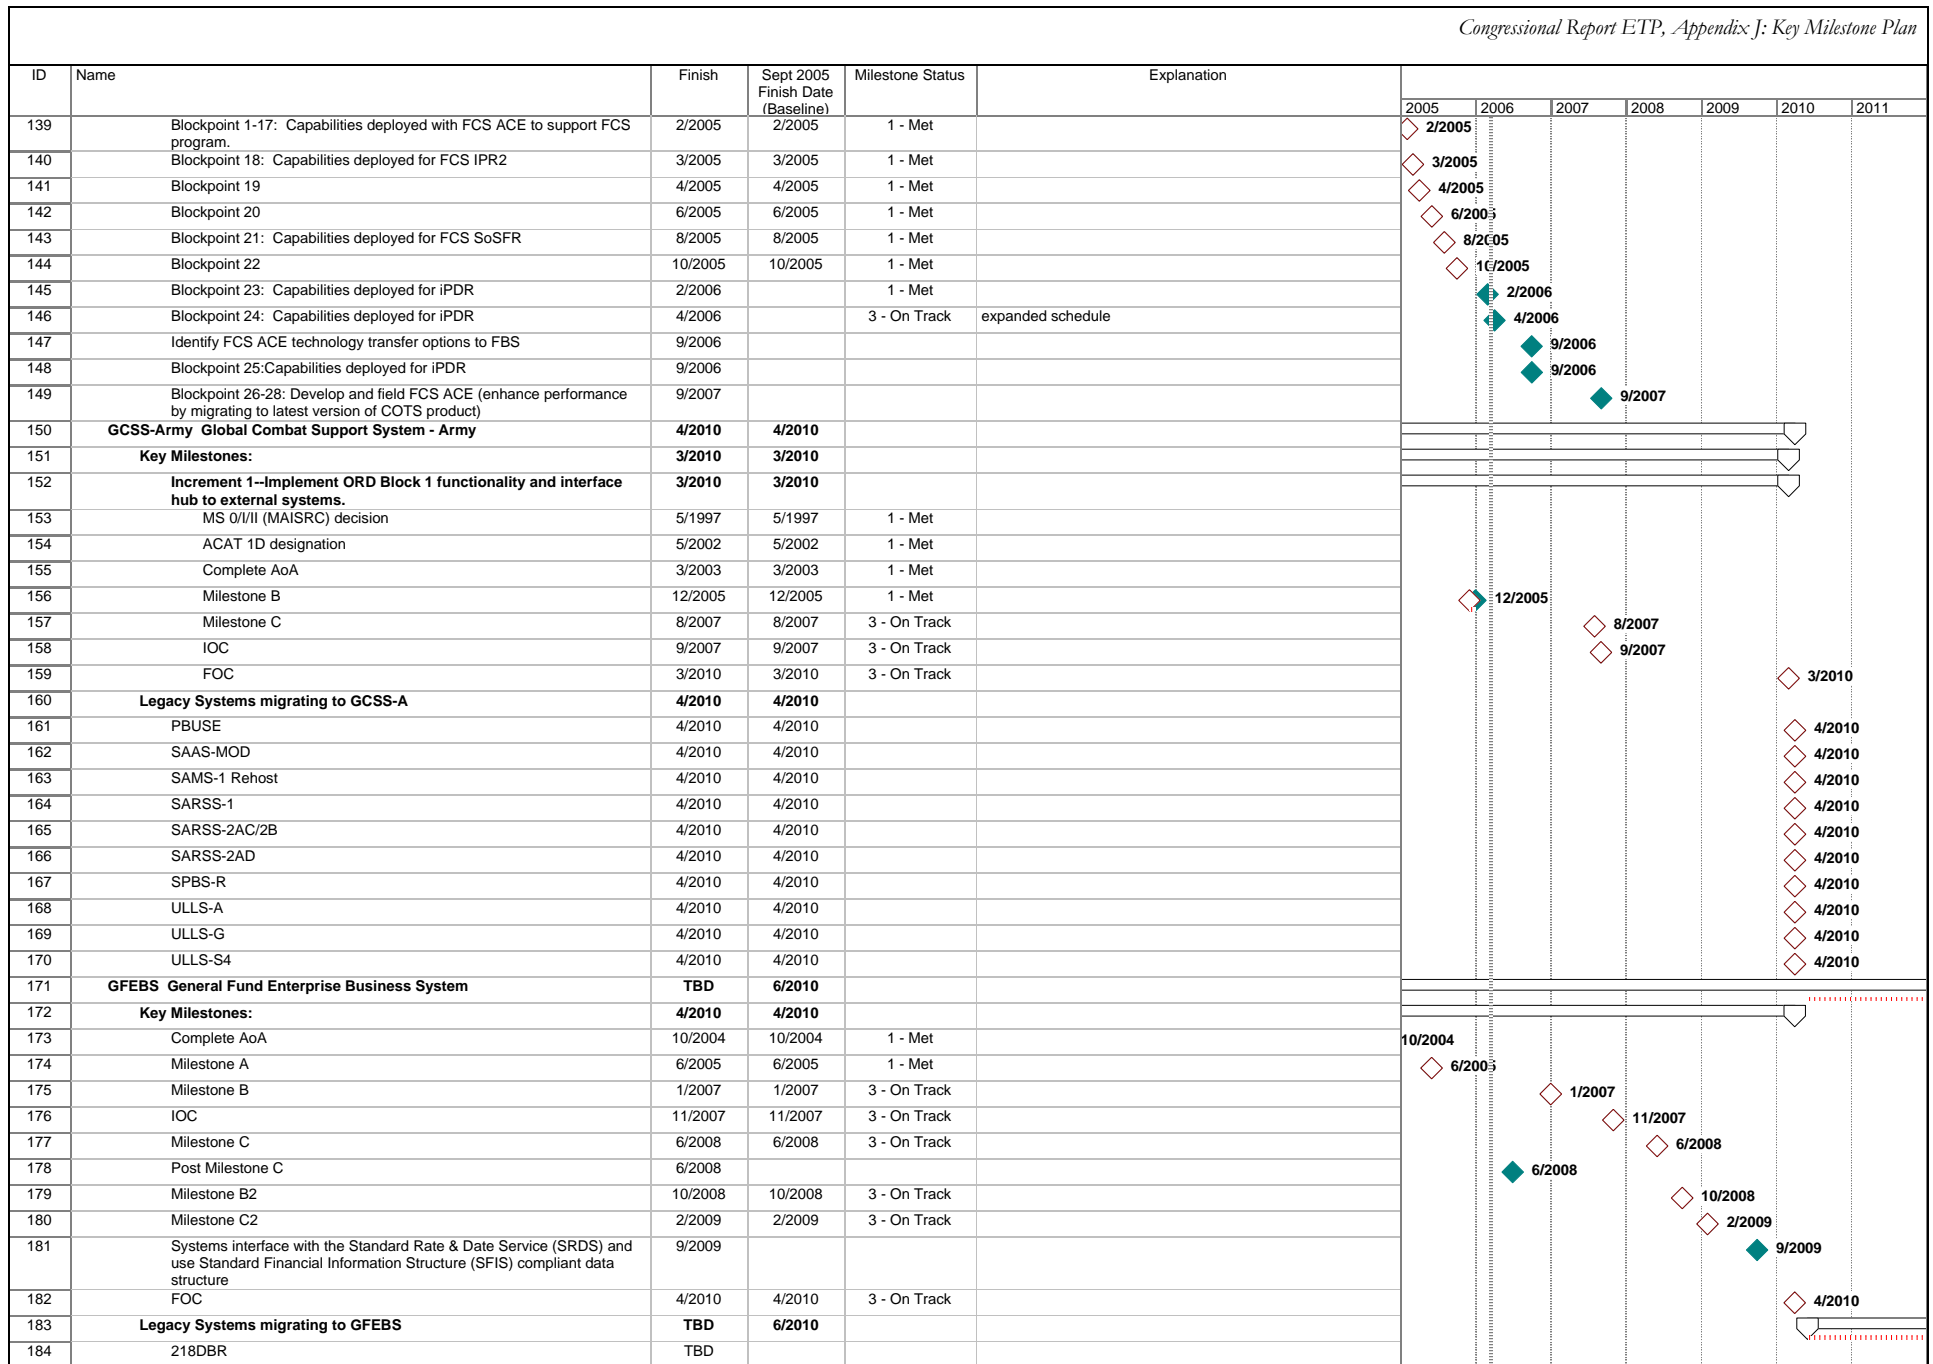 Congressional Report ETP, Appendix J: Key Milestone Plan
ID Name Finish Sept 2005 Milestone Status Explanation
Finish Date
(Baseline) 2005 2006 2007 2008 2009 2010 2011
139 Blockpoint 1-17: Capabilities deployed with FCS ACE to support FCS 2/2005 2/2005 1 - Met 2/2005
program.
140 Blockpoint 18: Capabilities deployed for FCS IPR2 3/2005 3/2005 1 - Met 3/2005
141 Blockpoint 19 4/2005 4/2005 1 - Met 4/2005
142 Blockpoint 20 6/2005 6/2005 1 - Met 6/2005
143 Blockpoint 21: Capabilities deployed for FCS SoSFR 8/2005 8/2005 1 - Met 8/2005
144 Blockpoint 22 10/2005 10/2005 1 - Met 10/2005
145 Blockpoint 23: Capabilities deployed for iPDR 2/2006 1 - Met 2/2006
146 Blockpoint 24: Capabilities deployed for iPDR 4/2006 3 - On Track expanded schedule 4/2006
147 Identify FCS ACE technology transfer options to FBS 9/2006 9/2006
148 Blockpoint 25:Capabilities deployed for iPDR 9/2006 9/2006
149 Blockpoint 26-28: Develop and field FCS ACE (enhance performance 9/2007 9/2007
by migrating to latest version of COTS product)
150 GCSS-Army Global Combat Support System - Army 4/2010 4/2010
151 Key Milestones: 3/2010 3/2010
152 Increment 1--Implement ORD Block 1 functionality and interface 3/2010 3/2010
hub to external systems.
153 MS 0/I/II (MAISRC) decision 5/1997 5/1997 1 - Met
154 ACAT 1D designation 5/2002 5/2002 1 - Met
155 Complete AoA 3/2003 3/2003 1 - Met
156 Milestone B 12/2005 12/2005 1 - Met 12/2005
157 Milestone C 8/2007 8/2007 3 - On Track 8/2007
158 IOC 9/2007 9/2007 3 - On Track 9/2007
159 FOC 3/2010 3/2010 3 - On Track 3/2010
160 Legacy Systems migrating to GCSS-A 4/2010 4/2010
161 PBUSE 4/2010 4/2010 4/2010
162 SAAS-MOD 4/2010 4/2010 4/2010
163 SAMS-1 Rehost 4/2010 4/2010 4/2010
164 SARSS-1 4/2010 4/2010 4/2010
165 SARSS-2AC/2B 4/2010 4/2010 4/2010
166 SARSS-2AD 4/2010 4/2010 4/2010
167 SPBS-R 4/2010 4/2010 4/2010
168 ULLS-A 4/2010 4/2010 4/2010
169 ULLS-G 4/2010 4/2010 4/2010
170 ULLS-S4 4/2010 4/2010 4/2010
171 GFEBS General Fund Enterprise Business System TBD 6/2010
172 Key Milestones: 4/2010 4/2010
173 Complete AoA 10/2004 10/2004 1 - Met 10/2004
174 Milestone A 6/2005 6/2005 1 - Met 6/2005
175 Milestone B 1/2007 1/2007 3 - On Track 1/2007
176 IOC 11/2007 11/2007 3 - On Track 11/2007
177 Milestone C 6/2008 6/2008 3 - On Track 6/2008
178 Post Milestone C 6/2008 6/2008
179 Milestone B2 10/2008 10/2008 3 - On Track 10/2008
180 Milestone C2 2/2009 2/2009 3 - On Track 2/2009
181 Systems interface with the Standard Rate & Date Service (SRDS) and 9/2009 9/2009
use Standard Financial Information Structure (SFIS) compliant data
structure
182 FOC 4/2010 4/2010 3 - On Track 4/2010
183 Legacy Systems migrating to GFEBS TBD 6/2010
184 218DBR TBD